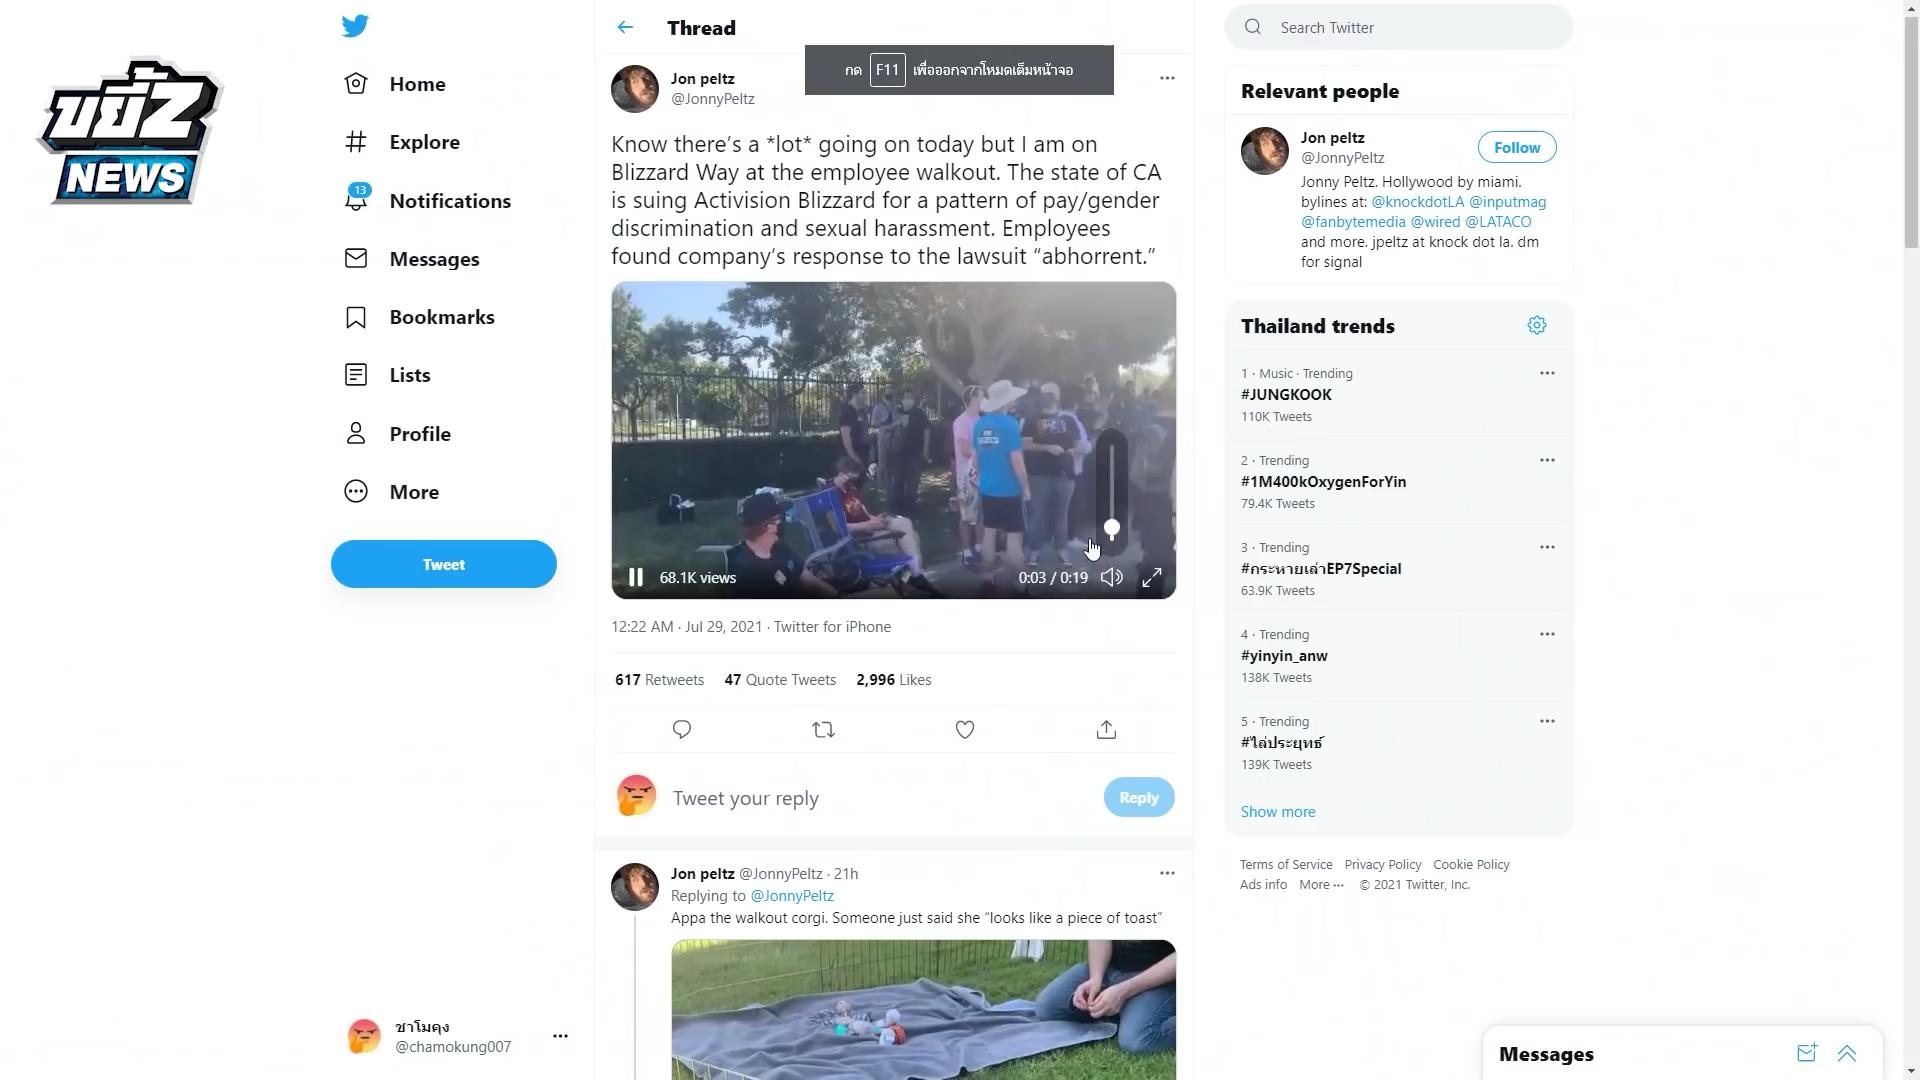 ขยี้2
NEWS
Home
Explore
13
Notifications
Messages
Bookmarks
Lists
Profile
More
Tweet
ชาโมคุง
@chamokung007
Thread
กด F11 เพื่อออกจากโหมดเต็มหน้าจอ
Jon peltz
@JonnyPeltz
Know there’s a *lot* going on today but I am on
Blizzard Way at the employee walkout. The state of CA
is suing Activision Blizzard for a pattern of pay/gender
discrimination and sexual harassment. Employees
found company’s response to the lawsuit “abhorrent.”
68.1K views
0:03 / 0:19
12:22 AM · Jul 29, 2021 · Twitter for iPhone
617 Retweets 47 Quote Tweets 2,996 Likes
Tweet your reply
Reply
Jon peltz @JonnyPeltz · 21h
Replying to @JonnyPeltz
Appa the walkout corgi. Someone just said she “looks like a piece of toast”
Search Twitter
Relevant people
Jon peltz
@JonnyPeltz
Follow
Jonny Peltz. Hollywood by miami.
bylines at: @knockdotLA @inputmag
@fanbytemedia @wired @LATACO
and more. jpeltz at knock dot la. dm
for signal
Thailand trends
1 · Music · Trending
#JUNGKOOK
110K Tweets
2 · Trending
#1M400kOxygenForYin
79.4K Tweets
3 · Trending
#กระหายเล่าEP7Special
63.9K Tweets
4 · Trending
#yinyin_anw
138K Tweets
5 · Trending
#ไล่ประยุทธ์
139K Tweets
Show more
Terms of Service Privacy Policy Cookie Policy
Ads info More ··· © 2021 Twitter, Inc.
Messages